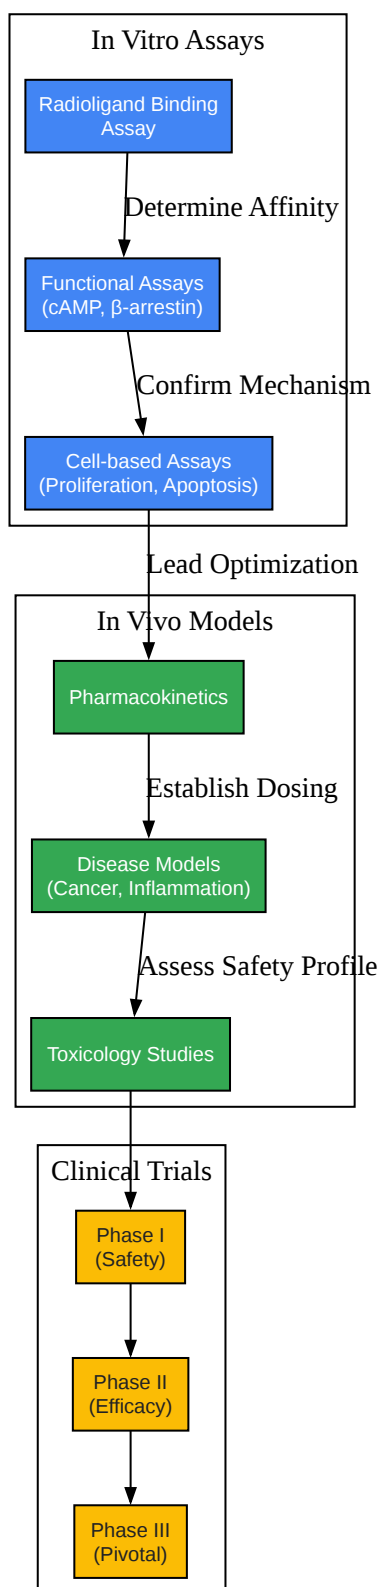 In Vitro Assays
Radioligand Binding
Assay
Determine Affinity
Functional Assays
(cAMP, β-arrestin)
Confirm Mechanism
Cell-based Assays
(Proliferation, Apoptosis)
Lead Optimization
In Vivo Models
Pharmacokinetics
Establish Dosing
Disease Models
(Cancer, Inflammation)
Assess Safety Profile
Toxicology Studies
Clinical Trials
Phase I
(Safety)
Phase II
(Efficacy)
Phase III
(Pivotal)